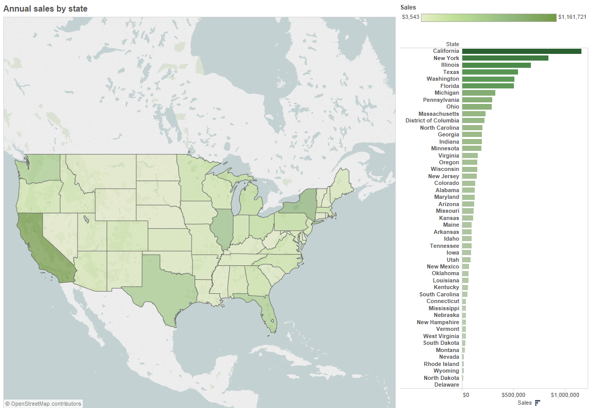 Annual sales by state
© OpenStreetMap contributors
Sales
$3,543 $1,161,721
State
California
New York
Illinois
Texas
Washington
Florida
Michigan
Pennsylvania
Ohio
Massachusetts
District of Columbia
North Carolina
Georgia
Indiana
Minnesota
Virginia
Oregon
Wisconsin
New Jersey
Colorado
Alabama
Maryland
Arizona
Missouri
Kansas
Maine
Arkansas
Idaho
Tennessee
Iowa
Utah
New Mexico
Oklahoma
Louisiana
Kentucky
South Carolina
Connecticut
Mississippi
Nebraska
New Hampshire
Vermont
West Virginia
South Dakota
Montana
Nevada
Rhode Island
Wyoming
North Dakota
Delaware
$0 $500,000 $1,000,000
Sales